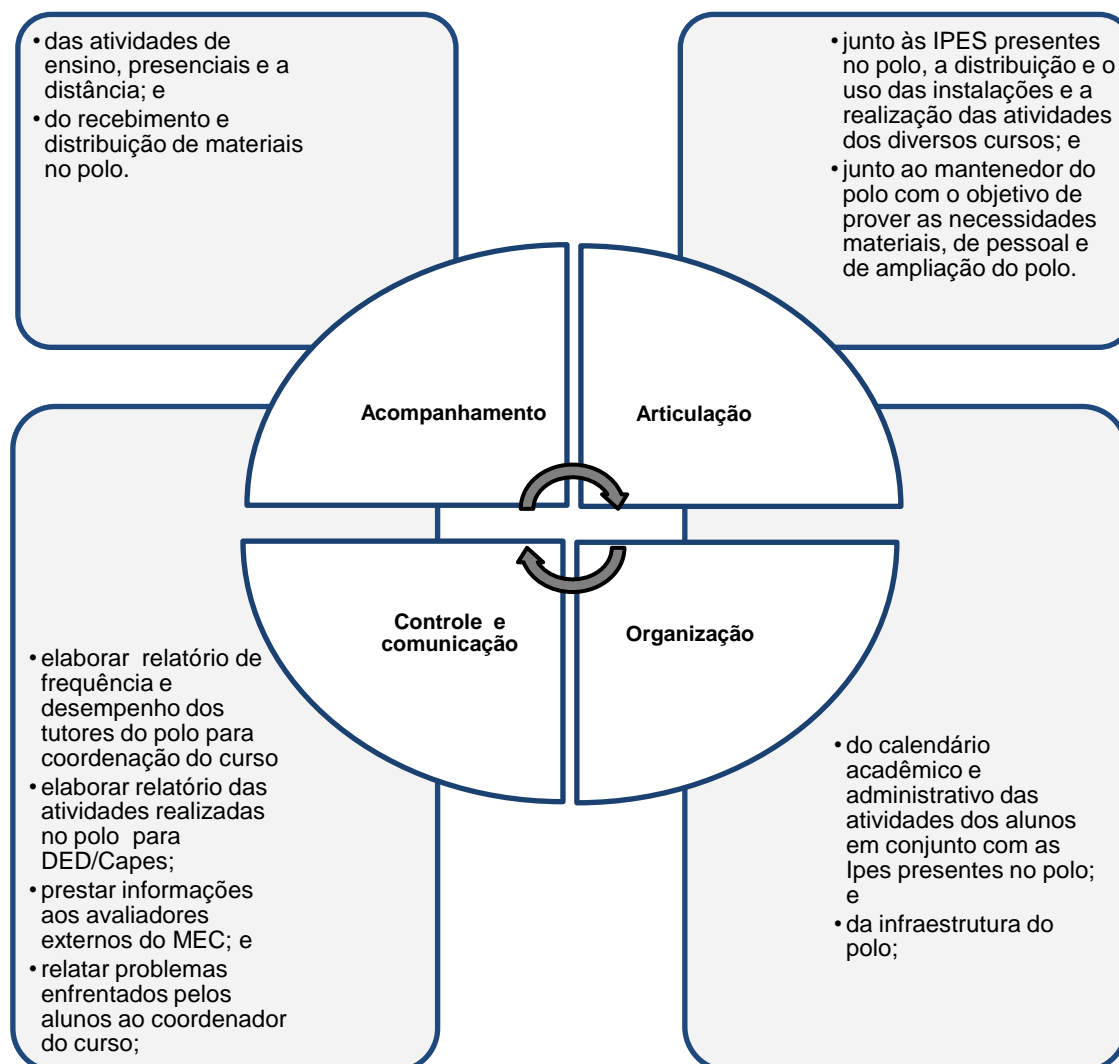 • das atividades de
ensino, presenciais e a
distância; e
• do recebimento e
distribuição de materiais
no polo.
• junto às IPES presentes
no polo, a distribuição e o
uso das instalações e a
realização das atividades
dos diversos cursos; e
• junto ao mantenedor do
polo com o objetivo de
prover as necessidades
materiais, de pessoal e
de ampliação do polo.
Acompanhamento
Articulação
Controle e
comunicação
Organização
• elaborar relatório de
frequência e
desempenho dos
tutores do polo para
coordenação do curso
• elaborar relatório das
atividades realizadas
no polo para
DED/Capes;
• prestar informações
aos avaliadores
externos do MEC; e
• relatar problemas
enfrentados pelos
alunos ao coordenador
do curso;
• do calendário
acadêmico e
administrativo das
atividades dos alunos
em conjunto com as
Ipes presentes no polo;
e
• da infraestrutura do
polo;